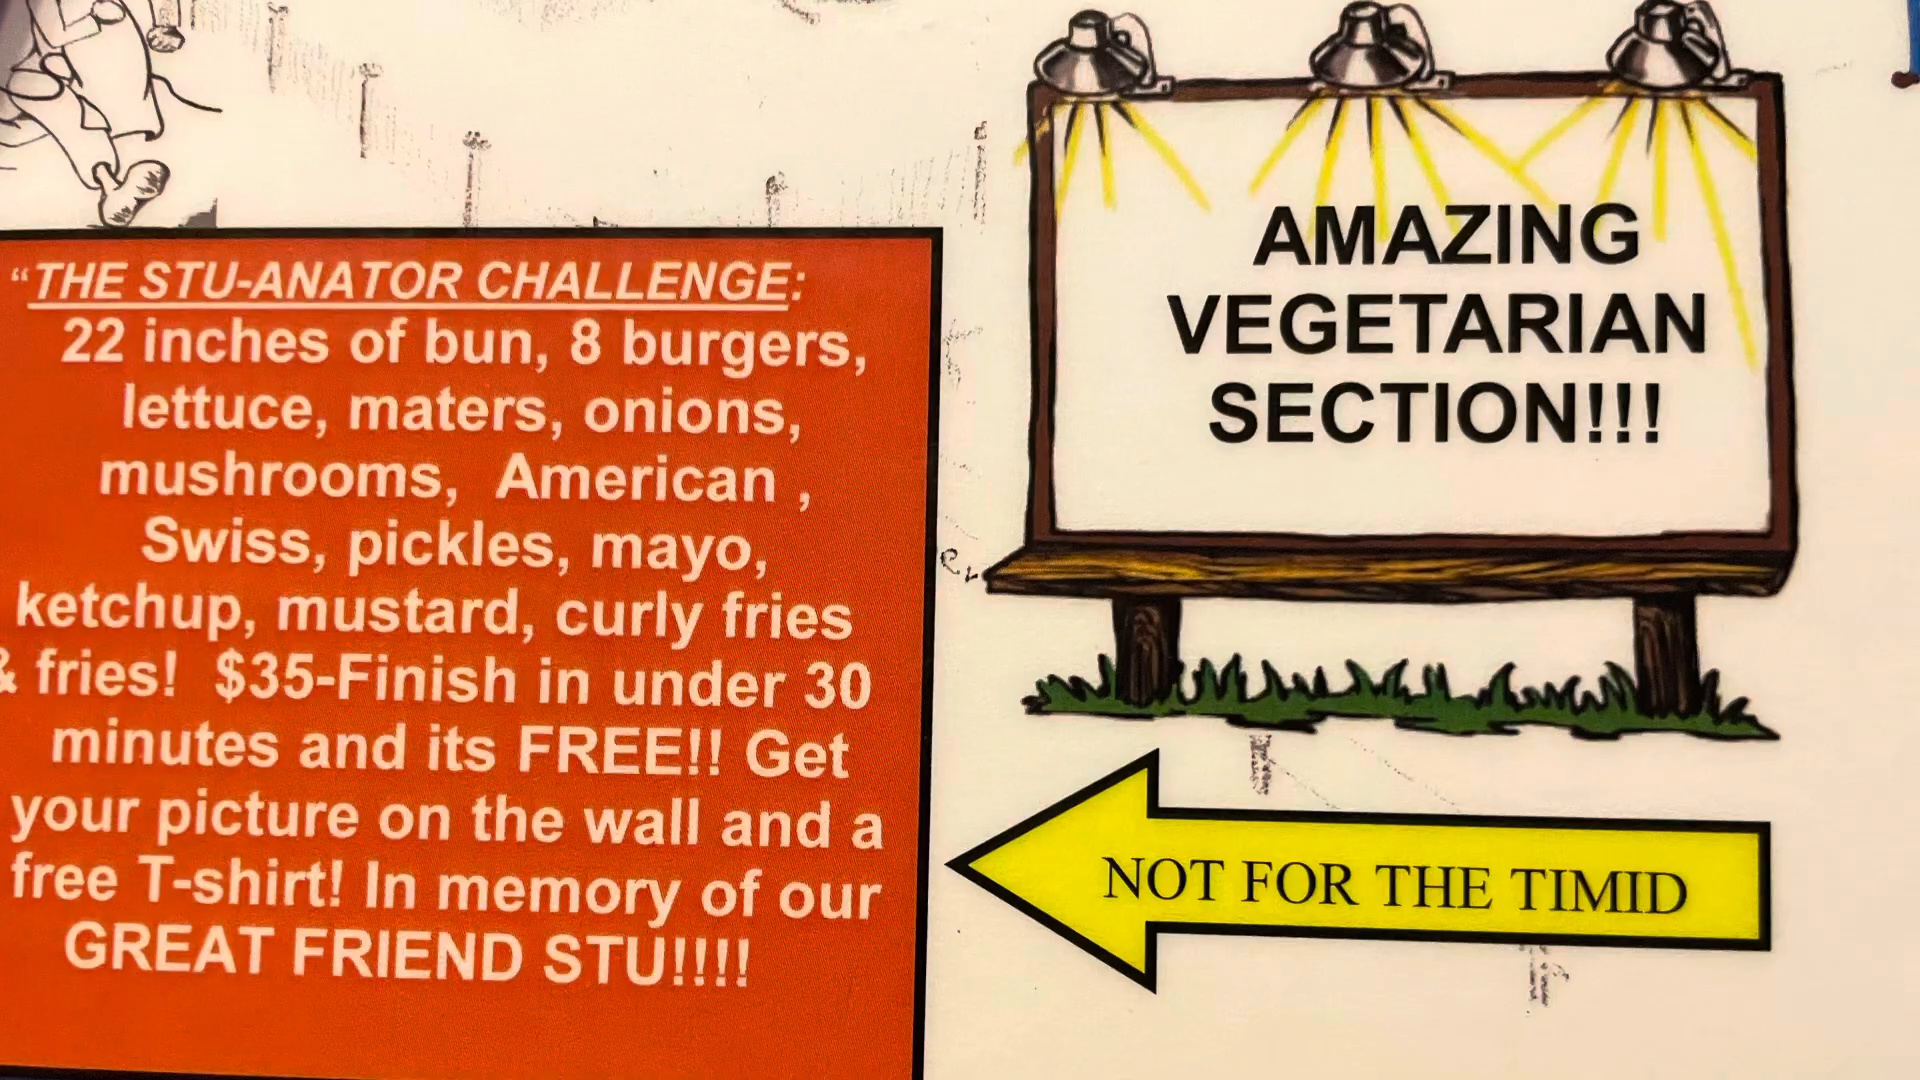 “THE STU-ANATOR CHALLENGE:
22 inches of bun, 8 burgers,
lettuce, maters, onions,
mushrooms, American ,
Swiss, pickles, mayo,
ketchup, mustard, curly fries
& fries! $35-Finish in under 30
minutes and its FREE!! Get
your picture on the wall and a
free T-shirt! In memory of our
GREAT FRIEND STU!!!!
AMAZING
VEGETARIAN
SECTION!!!
NOT FOR THE TIMID